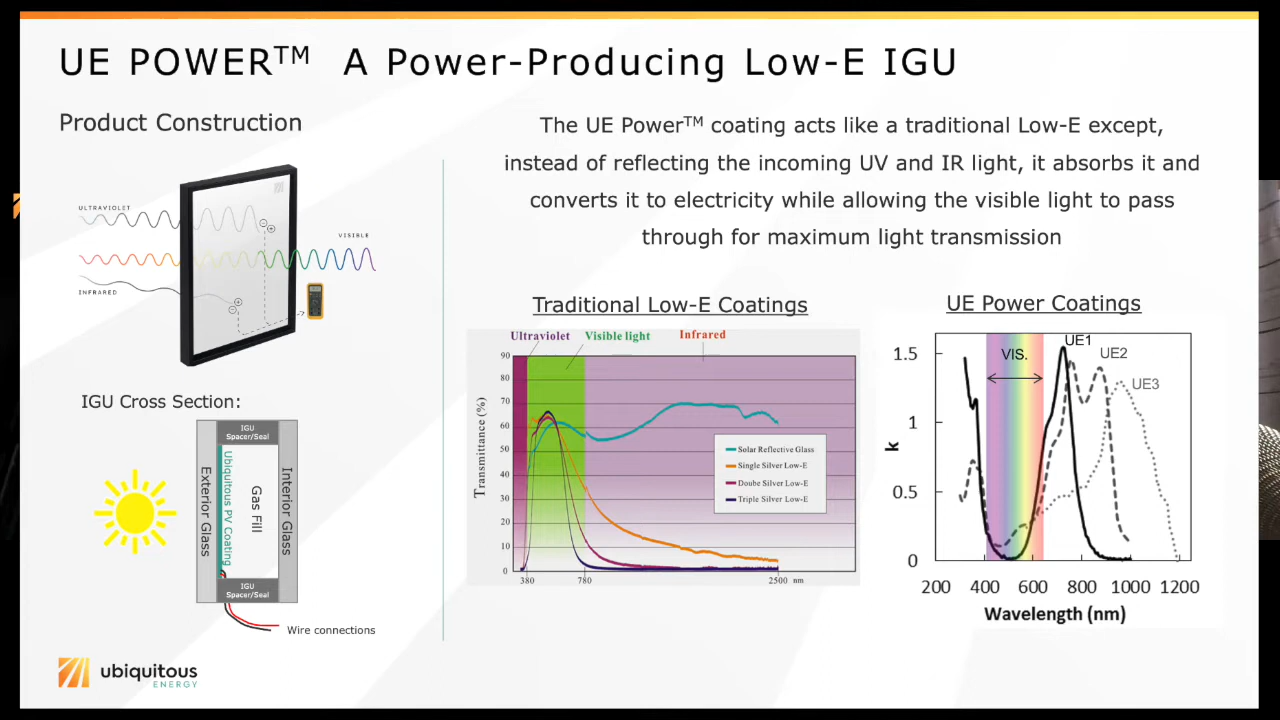 UE POWER™ A Power-Producing Low-E IGU
Product Construction
The UE Power™ coating acts like a traditional Low-E except,
instead of reflecting the incoming UV and IR light, it absorbs it and
converts it to electricity while allowing the visible light to pass
through for maximum light transmission
ULTRAVIOLET
VISIBLE
INFRARED
IGU Cross Section:
IGU
Spacer/Seal
Exterior Glass
Ubiquitous PV Coating
Gas Fill
Interior Glass
IGU
Spacer/Seal
Wire connections
Traditional Low-E Coatings
Ultraviolet Visible light Infrared
Transmittance (%)
90
80
70
60
50
40
30
20
10
0
380 780 2500 nm
Solar Reflective Glass
Single Silver Low-E
Doube Silver Low-E
Triple Silver Low-E
UE Power Coatings
VIS.
UE1
UE2
UE3
k
1.5
1
0.5
0
200 400 600 800 1000 1200
Wavelength (nm)
ubiquitous
ENERGY